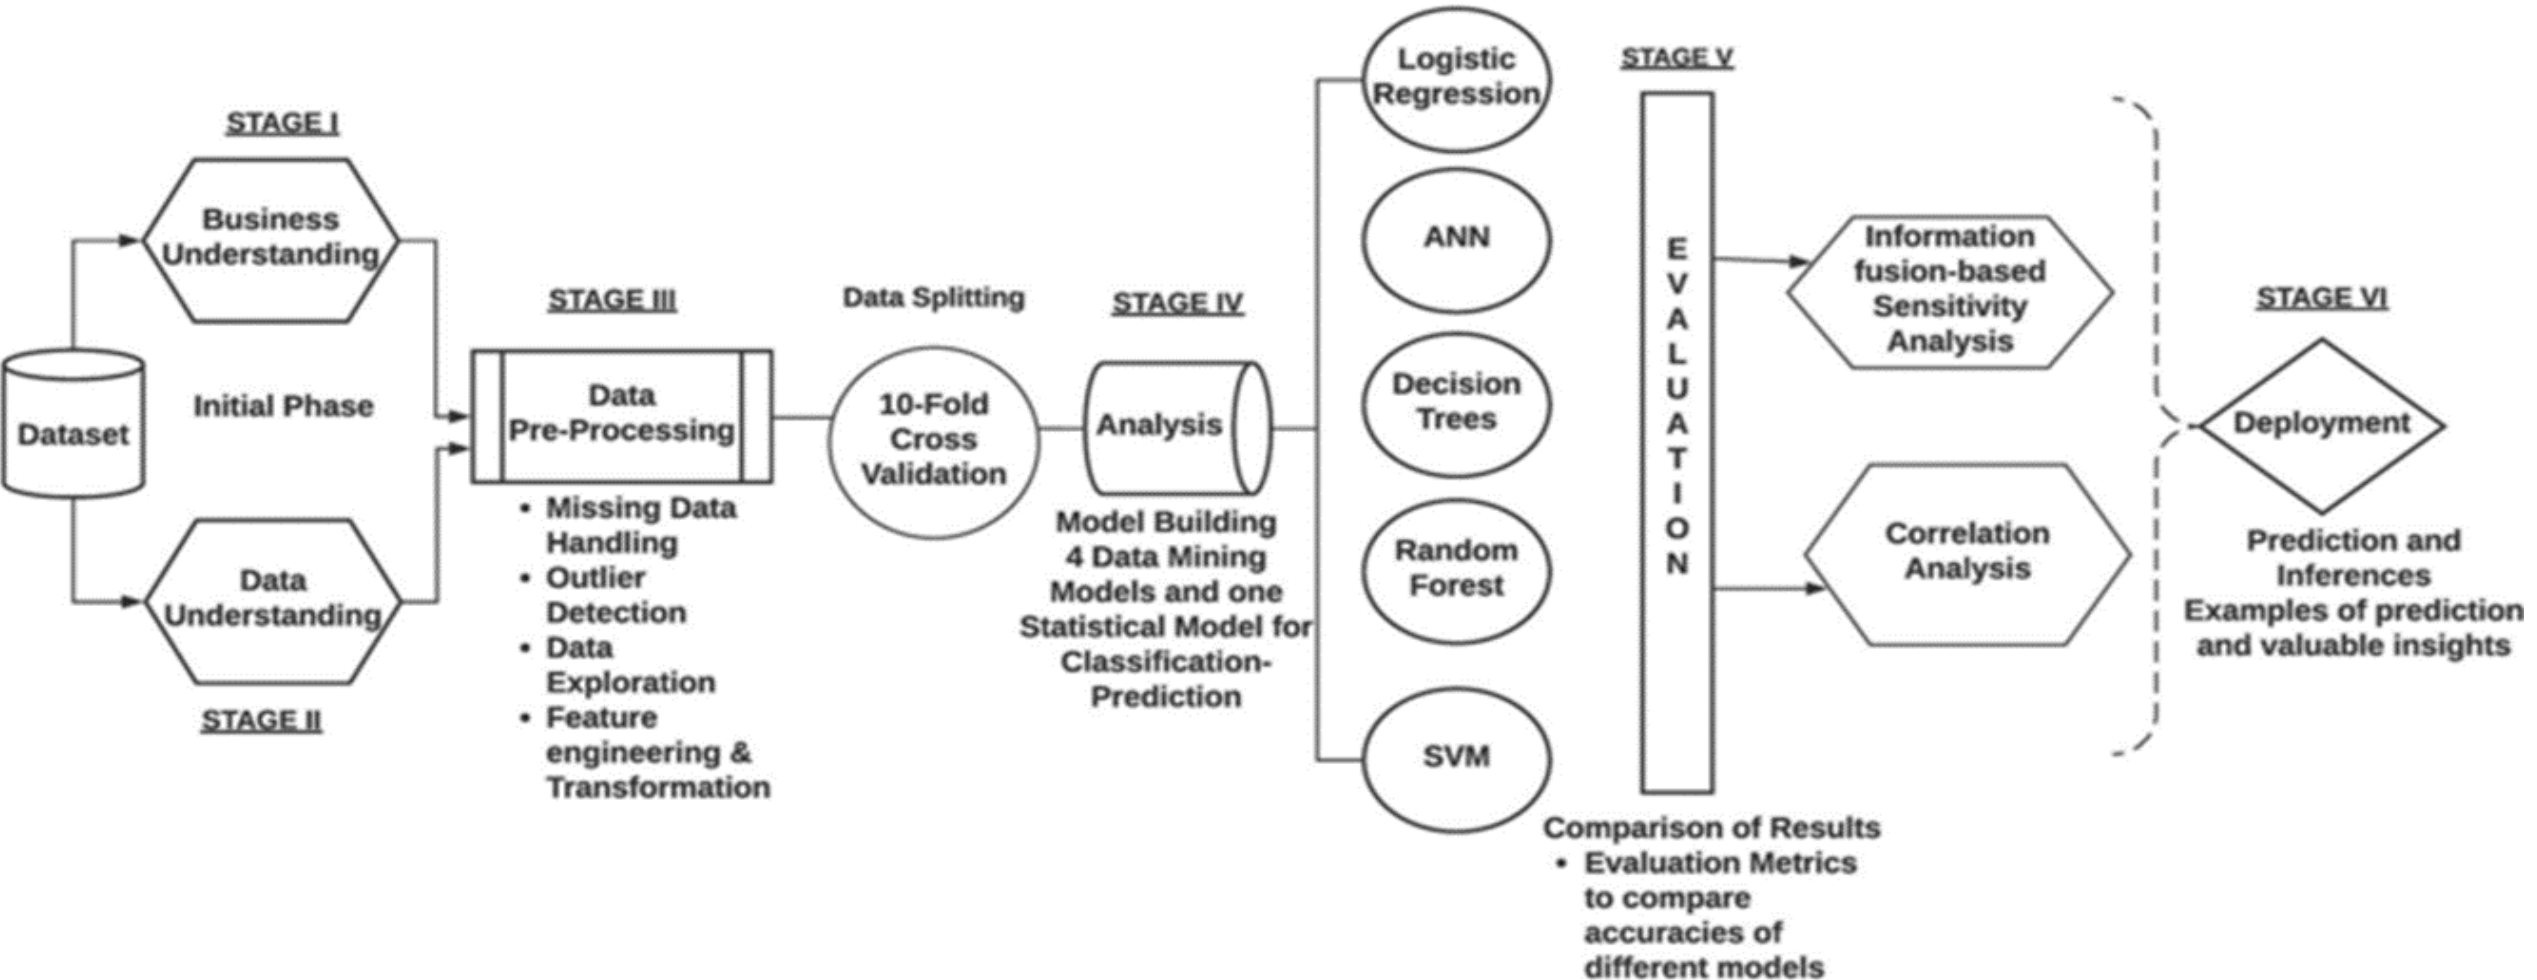 STAGE I
Business
Understanding
Dataset
Initial Phase
Data
Understanding
STAGE II
STAGE III
Data
Pre-Processing
• Missing Data
Handling
• Outlier
Detection
• Data
Exploration
• Feature
engineering &
Transformation
Data Splitting
10-Fold
Cross
Validation
STAGE IV
Analysis
Model Building
4 Data Mining
Models and one
Statistical Model for
Classification-
Prediction
Logistic
Regression
ANN
Decision
Trees
Random
Forest
SVM
STAGE V
E
V
A
L
U
A
T
I
O
N
Comparison of Results
• Evaluation Metrics
to compare
accuracies of
different models
Information
fusion-based
Sensitivity
Analysis
Correlation
Analysis
STAGE VI
Deployment
Prediction and
Inferences
Examples of prediction
and valuable insights